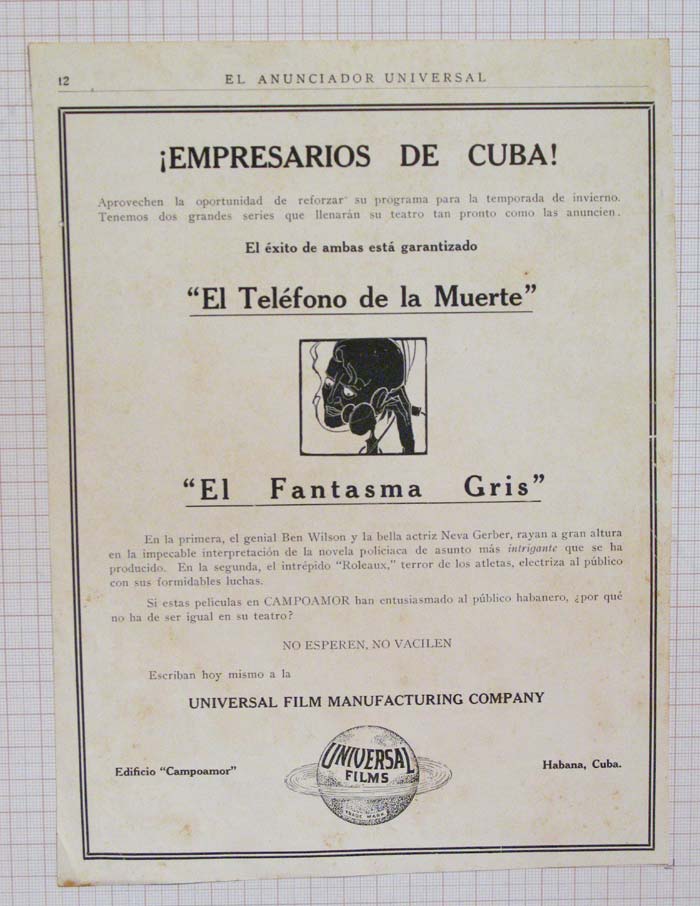 12
EL ANUNCIADOR UNIVERSAL
¡EMPRESARIOS DE CUBA!
Aprovechen la oportunidad de reforzar su programa para la temporada de invierno.
Tenemos dos grandes series que llenarán su teatro tan pronto como las anuncien.
El éxito de ambas está garantizado
“El Teléfono de la Muerte”
“El Fantasma Gris”
En la primera, el genial Ben Wilson y la bella actriz Neva Gerber, rayan a gran altura
en la impecable interpretación de la novela policiaca de asunto más intrigante que se ha
producido. En la segunda, el intrépido “Roleaux,” terror de los atletas, electriza al público
con sus formidables luchas.
Si estas películas en CAMPOAMOR han entusiasmado al público habanero, ¿por qué
no ha de ser igual en su teatro?
NO ESPEREN, NO VACILEN
Escriban hoy mismo a la
UNIVERSAL FILM MANUFACTURING COMPANY
Edificio “Campoamor”
UNIVERSAL
FILMS
TRADE MARK
Habana, Cuba.